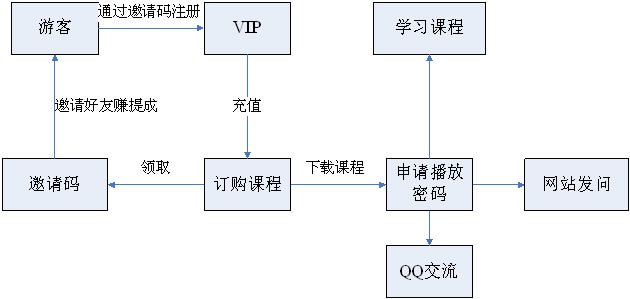 游客
通过邀请码注册
VIP
学习课程
邀请好友赚提成
充值
邀请码
领取
订购课程
下载课程
申请播放
密码
网站发问
QQ交流